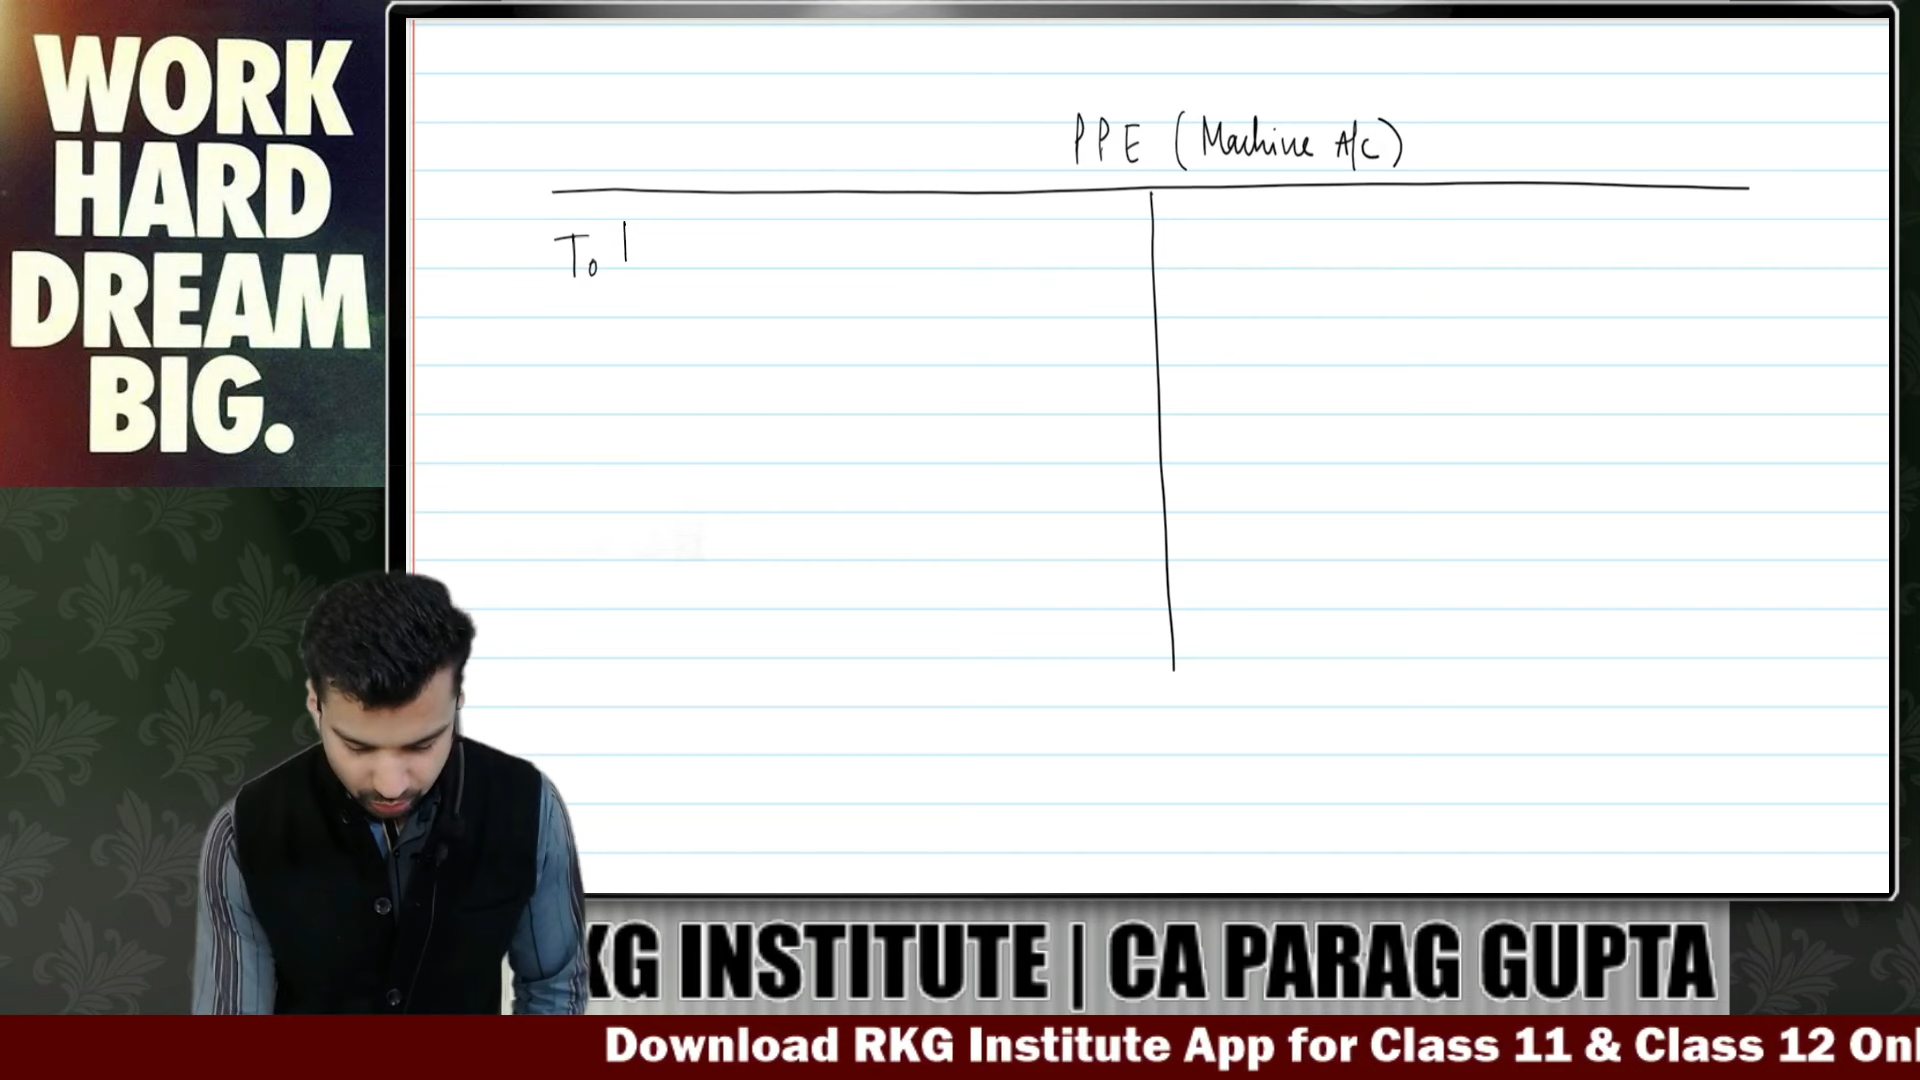 WORK
HARD
DREAM
BIG.
PPE (Machine A/c)
To
KG INSTITUTE | CA PARAG GUPTA
Download RKG Institute App for Class 11 & Class 12 Onl